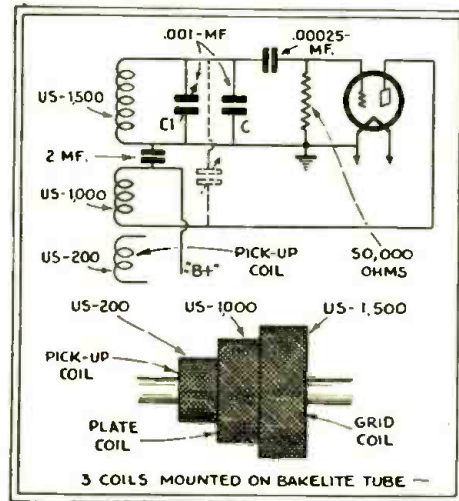 .001-MF
.00025-
MF.
US-1,500
C1
C
2 MF.
US-1,000
US-200
PICK-UP
COIL
"B+"
50,000
OHMS
US-200
US-1,000
US-1,500
PICK-UP
COIL
PLATE
COIL
GRID
COIL
3 COILS MOUNTED ON BAKELITE TUBE